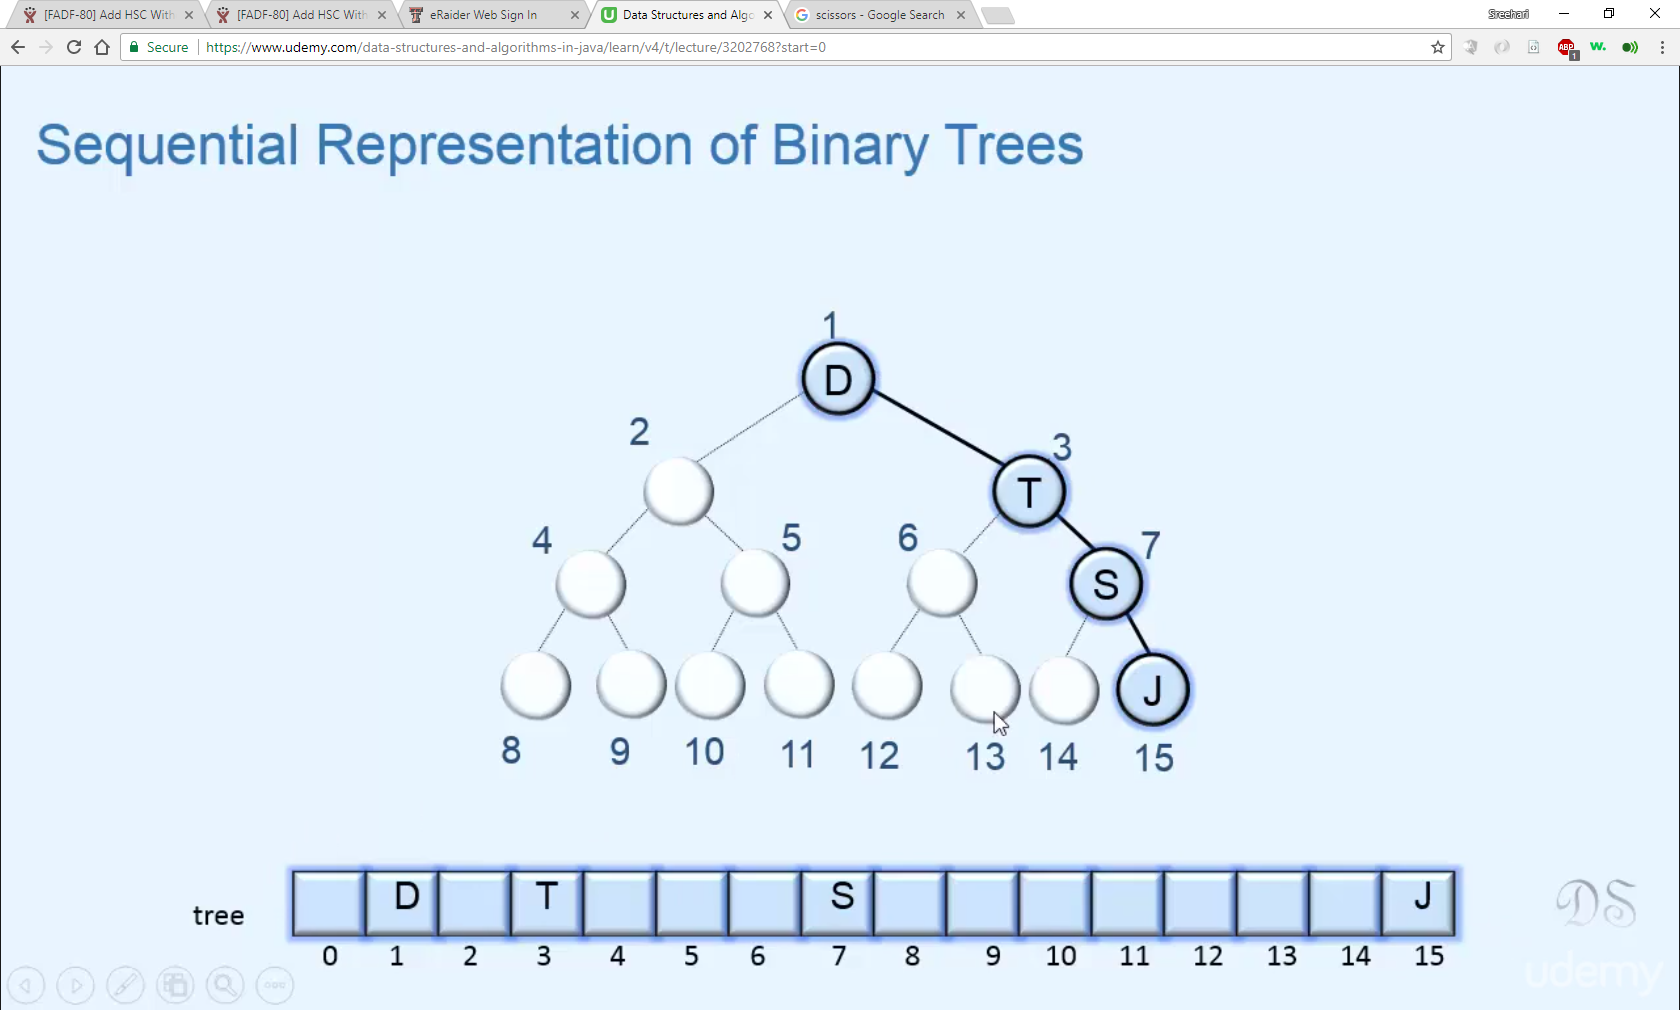 [FADF-80] Add HSC With
[FADF-80] Add HSC With
eRaider Web Sign In
Data Structures and Algo
scissors - Google Search
Sreehari
Secure
https://www.udemy.com/data-structures-and-algorithms-in-java/learn/v4/t/lecture/3202768?start=0
ABP
1
w.
Sequential Representation of Binary Trees
1
D
2
3
T
4
5
6
7
S
J
8 9 10 11 12 13 14 15
D T S J
tree
0 1 2 3 4 5 6 7 8 9 10 11 12 13 14 15
DS
udemy